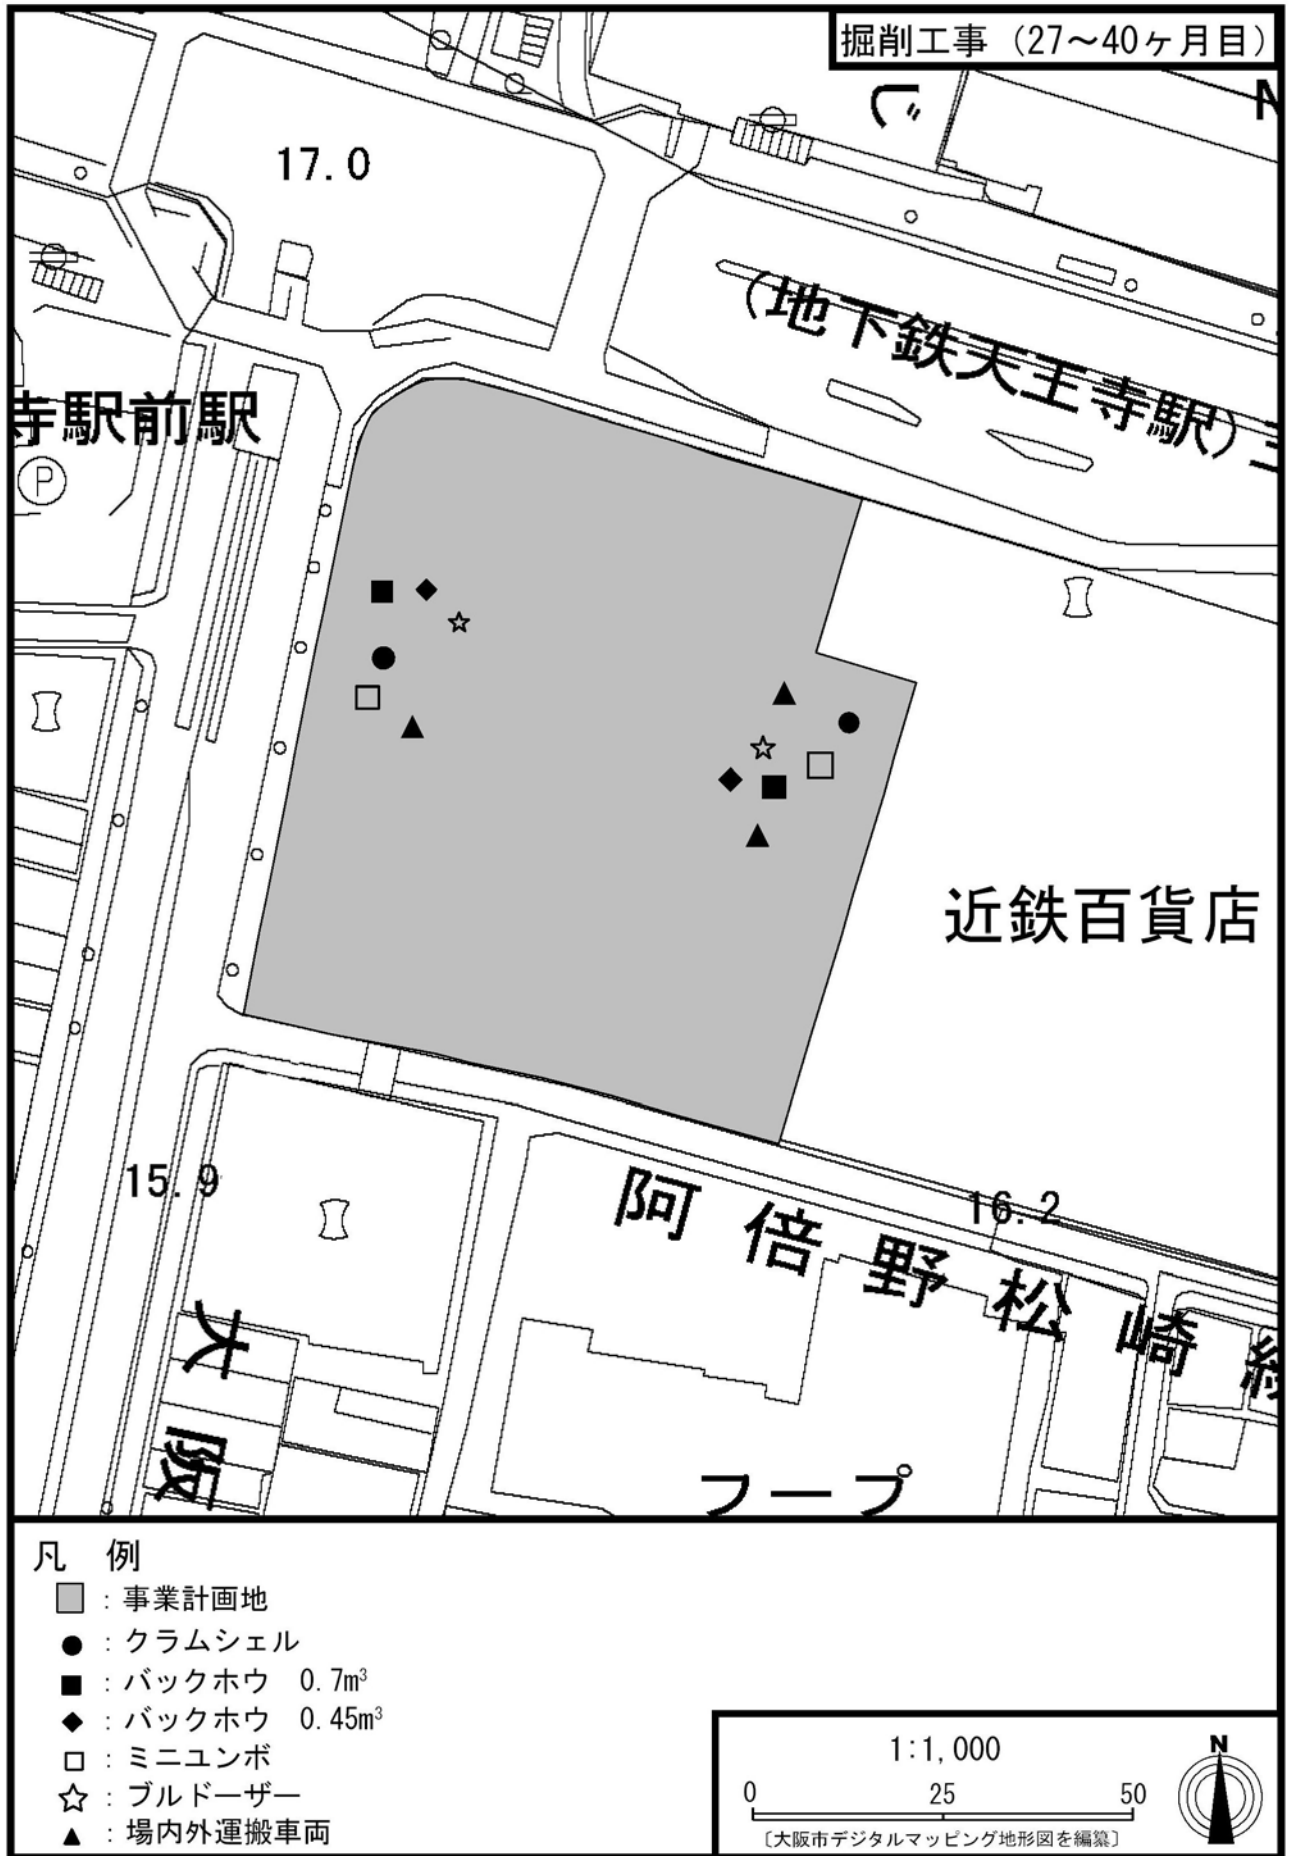 掘削工事（27～40ヶ月目）
じ
17.0
（地下鉄天王寺駅）
寺駅前駅
P
近鉄百貨店
15.9
16.2
阿倍野松崎線
大阪
フープ
凡 例
：事業計画地
：クラムシェル
：バックホウ 0.7m³
：バックホウ 0.45m³
：ミニユンボ
：ブルドーザー
：場内外運搬車両
1:1,000
N
0 25 50
〔大阪市デジタルマッピング地形図を編纂〕